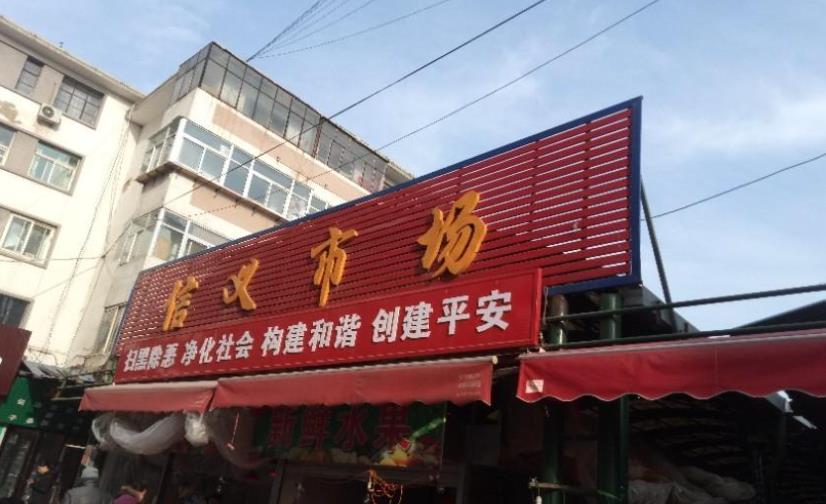 信义市场
扫黑除恶 净化社会 构建和谐 创建平安
新鲜水果